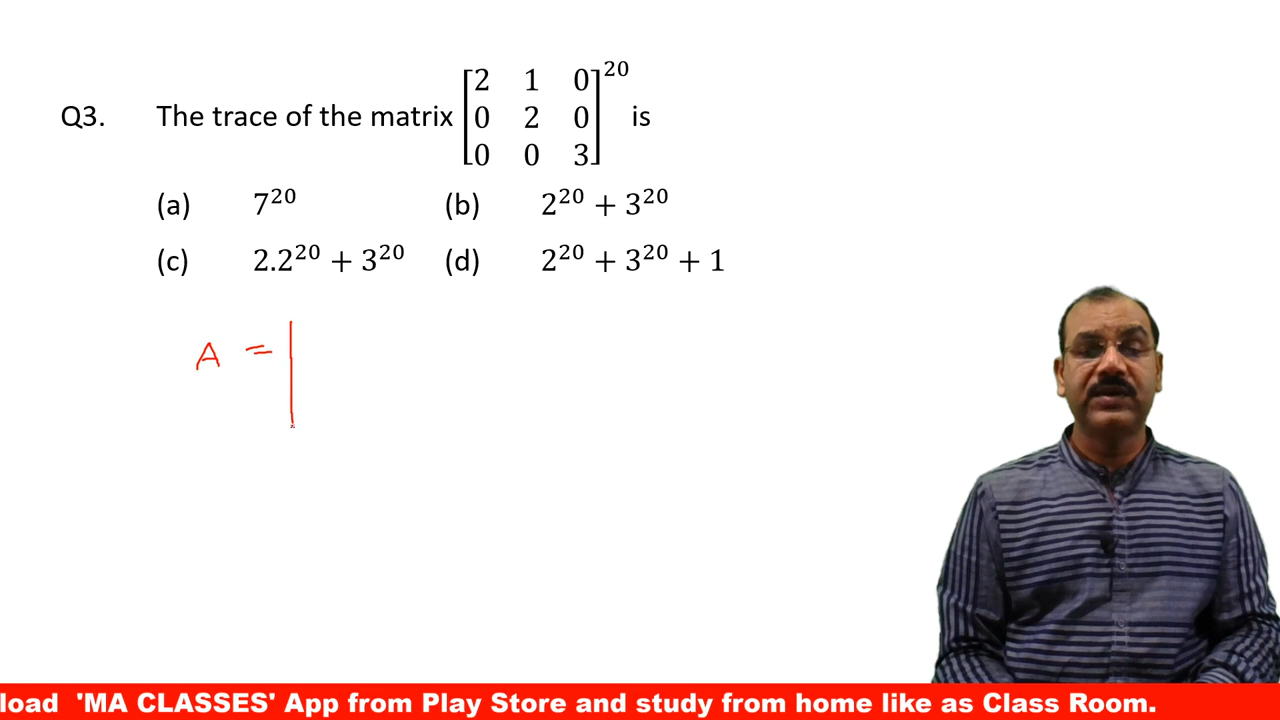 Q3. The trace of the matrix [2 1 0; 0 2 0; 0 0 3]^20 is
(a) 7^20 (b) 2^20 + 3^20
(c) 2.2^20 + 3^20 (d) 2^20 + 3^20 + 1
A =
load 'MA CLASSES' App from Play Store and study from home like as Class Room.